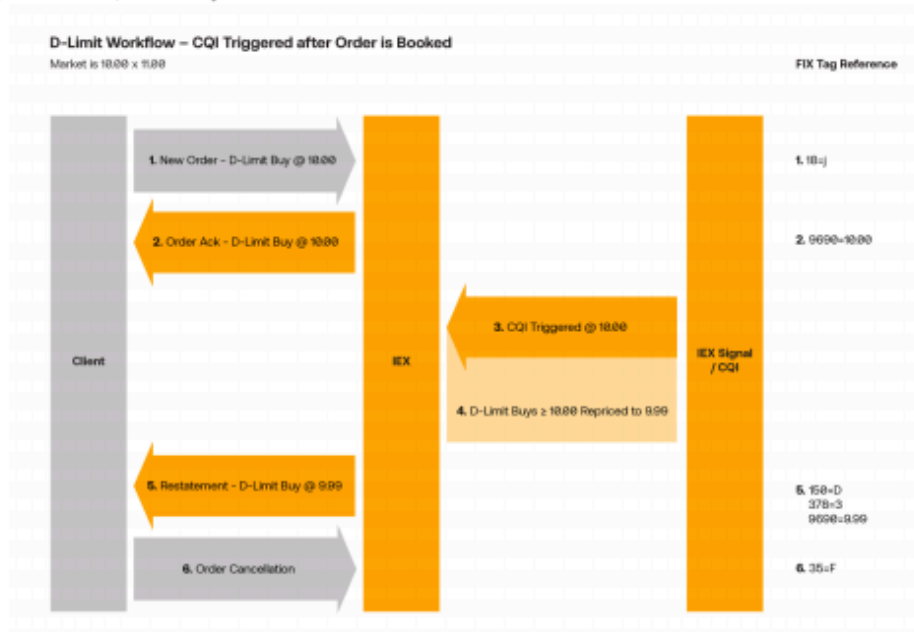 D-Limit Workflow – CQI Triggered after Order is Booked
Market is 10.00 x 11.00
FIX Tag Reference
1. New Order - D-Limit Buy @ 10.00
1. 18=j
2. Order Ack - D-Limit Buy @ 10.00
2. 9690=10.00
3. CQI Triggered @ 10.00
Client
IEX
IEX Signal
/ CQI
4. D-Limit Buys ≥ 10.00 Repriced to 9.99
5. Restatement - D-Limit Buy @ 9.99
5. 150=D
378=3
9690=9.99
6. Order Cancellation
6. 35=F